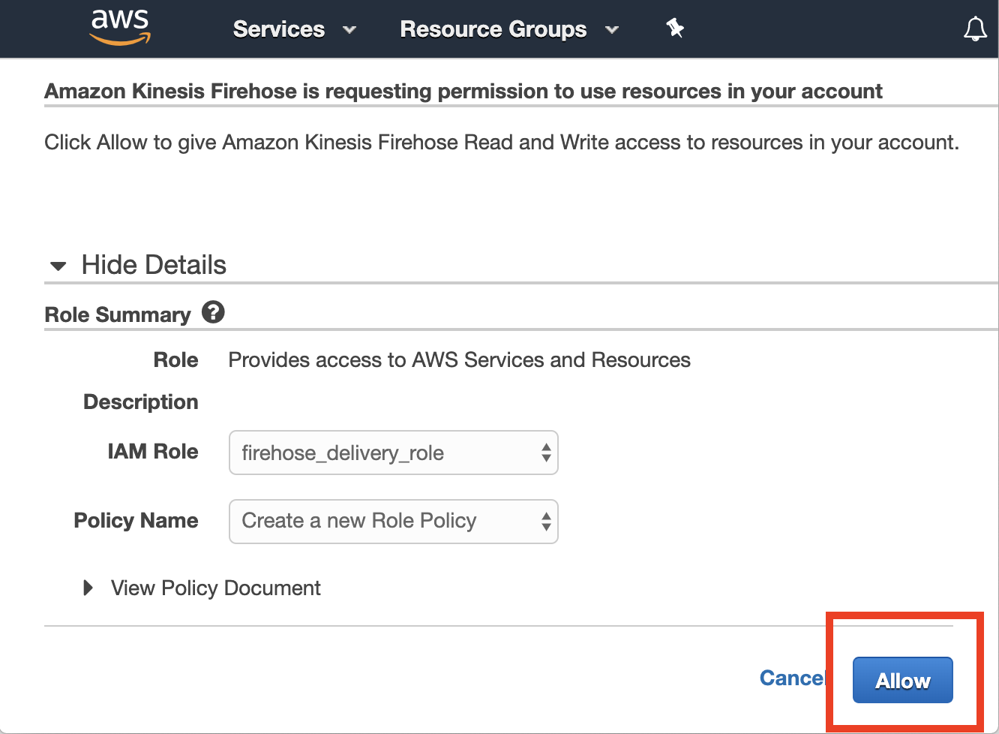 aws Services Resource Groups
Amazon Kinesis Firehose is requesting permission to use resources in your account
Click Allow to give Amazon Kinesis Firehose Read and Write access to resources in your account.
Hide Details
Role Summary ?
Role Provides access to AWS Services and Resources
Description
IAM Role firehose_delivery_role
Policy Name Create a new Role Policy
View Policy Document
Cancel Allow